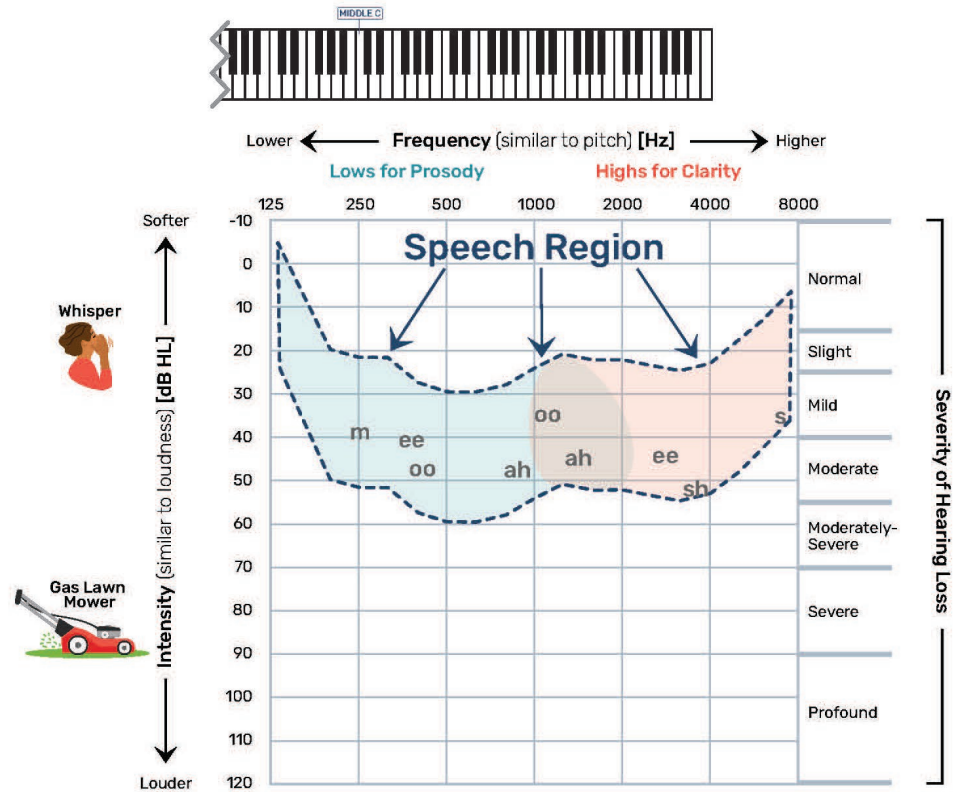 MIDDLE C
Lower Frequency (similar to pitch) [Hz] Higher
Lows for Prosody Highs for Clarity
125 250 500 1000 2000 4000 8000
Softer
Whisper
Intensity (similar to loudness) [dB HL]
Gas Lawn
Mower
Louder
-10
0
10
20
30
40
50
60
70
80
90
100
110
120
Speech Region
m
ee
oo
ah
oo
ah
ee
sh
s
Normal
Slight
Mild
Moderate
Moderately-
Severe
Severe
Profound
Severity of Hearing Loss